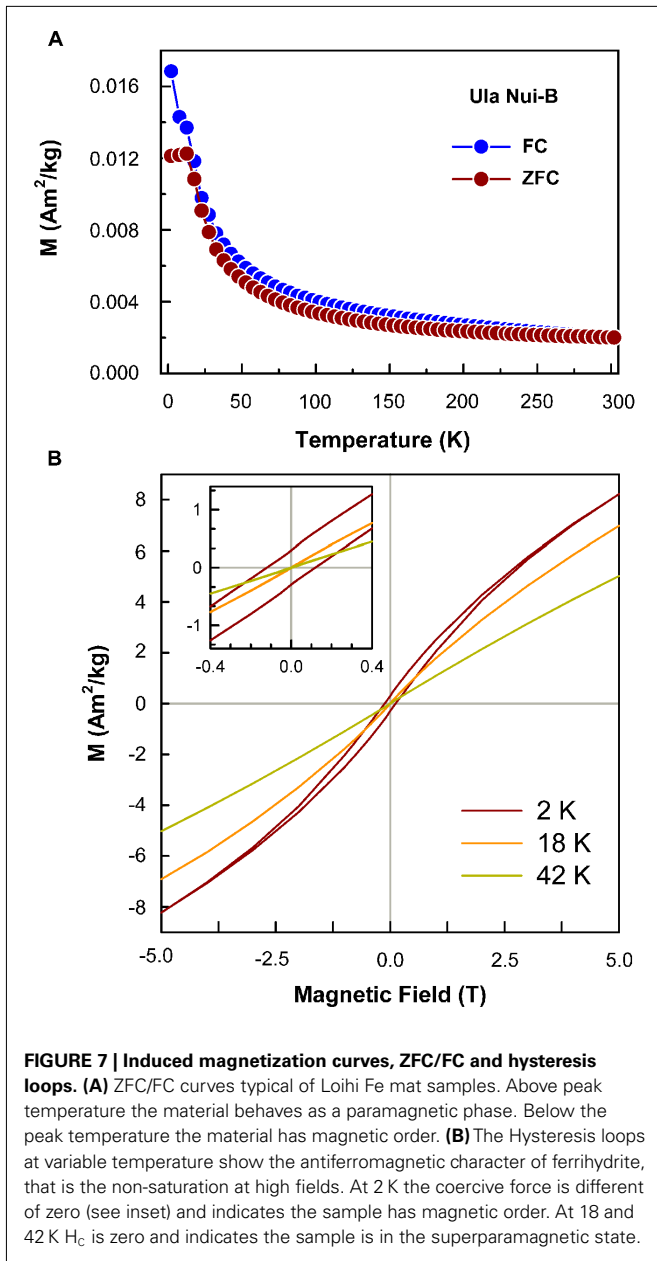 A
Ula Nui-B
FC
ZFC
0.016
0.012
0.008
0.004
0.000
M (Am²/kg)
0 50 100 150 200 250 300
Temperature (K)
B
8
6
4
2
0
-2
-4
-6
-8
M (Am²/kg)
1
0
-1
-0.4 0.0 0.4
2 K
18 K
42 K
-5.0 -2.5 0.0 2.5 5.0
Magnetic Field (T)
FIGURE 7 | Induced magnetization curves, ZFC/FC and hysteresis
loops. (A) ZFC/FC curves typical of Loihi Fe mat samples. Above peak
temperature the material behaves as a paramagnetic phase. Below the
peak temperature the material has magnetic order. (B) The Hysteresis loops
at variable temperature show the antiferromagnetic character of ferrihydrite,
that is the non-saturation at high fields. At 2 K the coercive force is different
of zero (see inset) and indicates the sample has magnetic order. At 18 and
42 K H_C is zero and indicates the sample is in the superparamagnetic state.